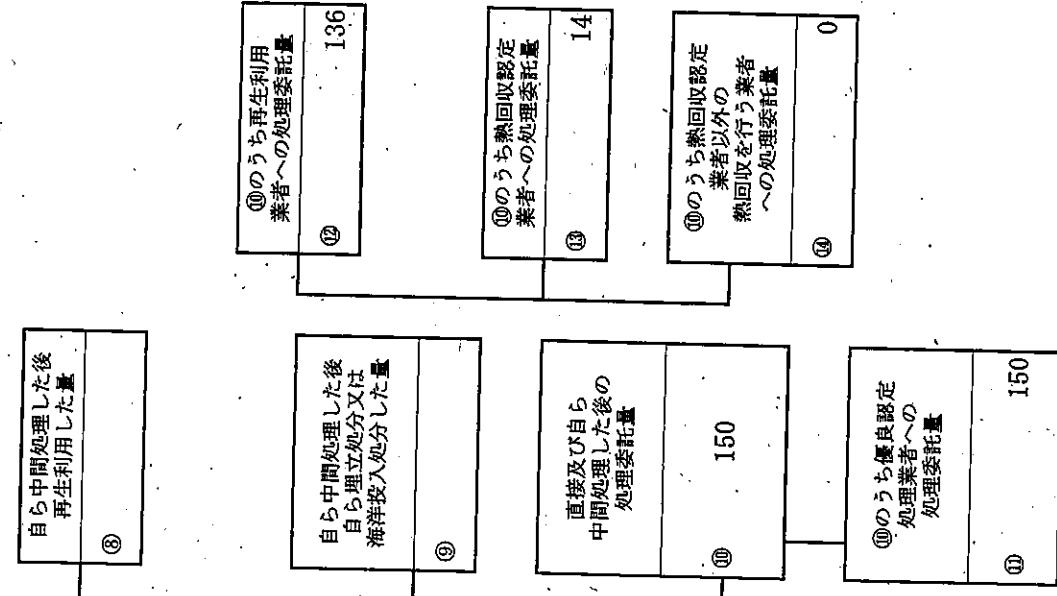 自ら中間処理した後
再生利用した量
⑧
自ら中間処理した後
自ら埋立処分又は
海洋投入処分した量
⑨
直接及び自ら
中間処理した後の
処理委託量
⑩
150
⑩のうち優良認定
処理業者への
処理委託量
⑪
150
⑩のうち再生利用
業者への処理委託量
⑫
136
⑩のうち熱回収認定
業者への処理委託量
⑬
14
⑩のうち熱回収認定
業者以外の
熱回収を行う業者
への処理委託量
⑭
0